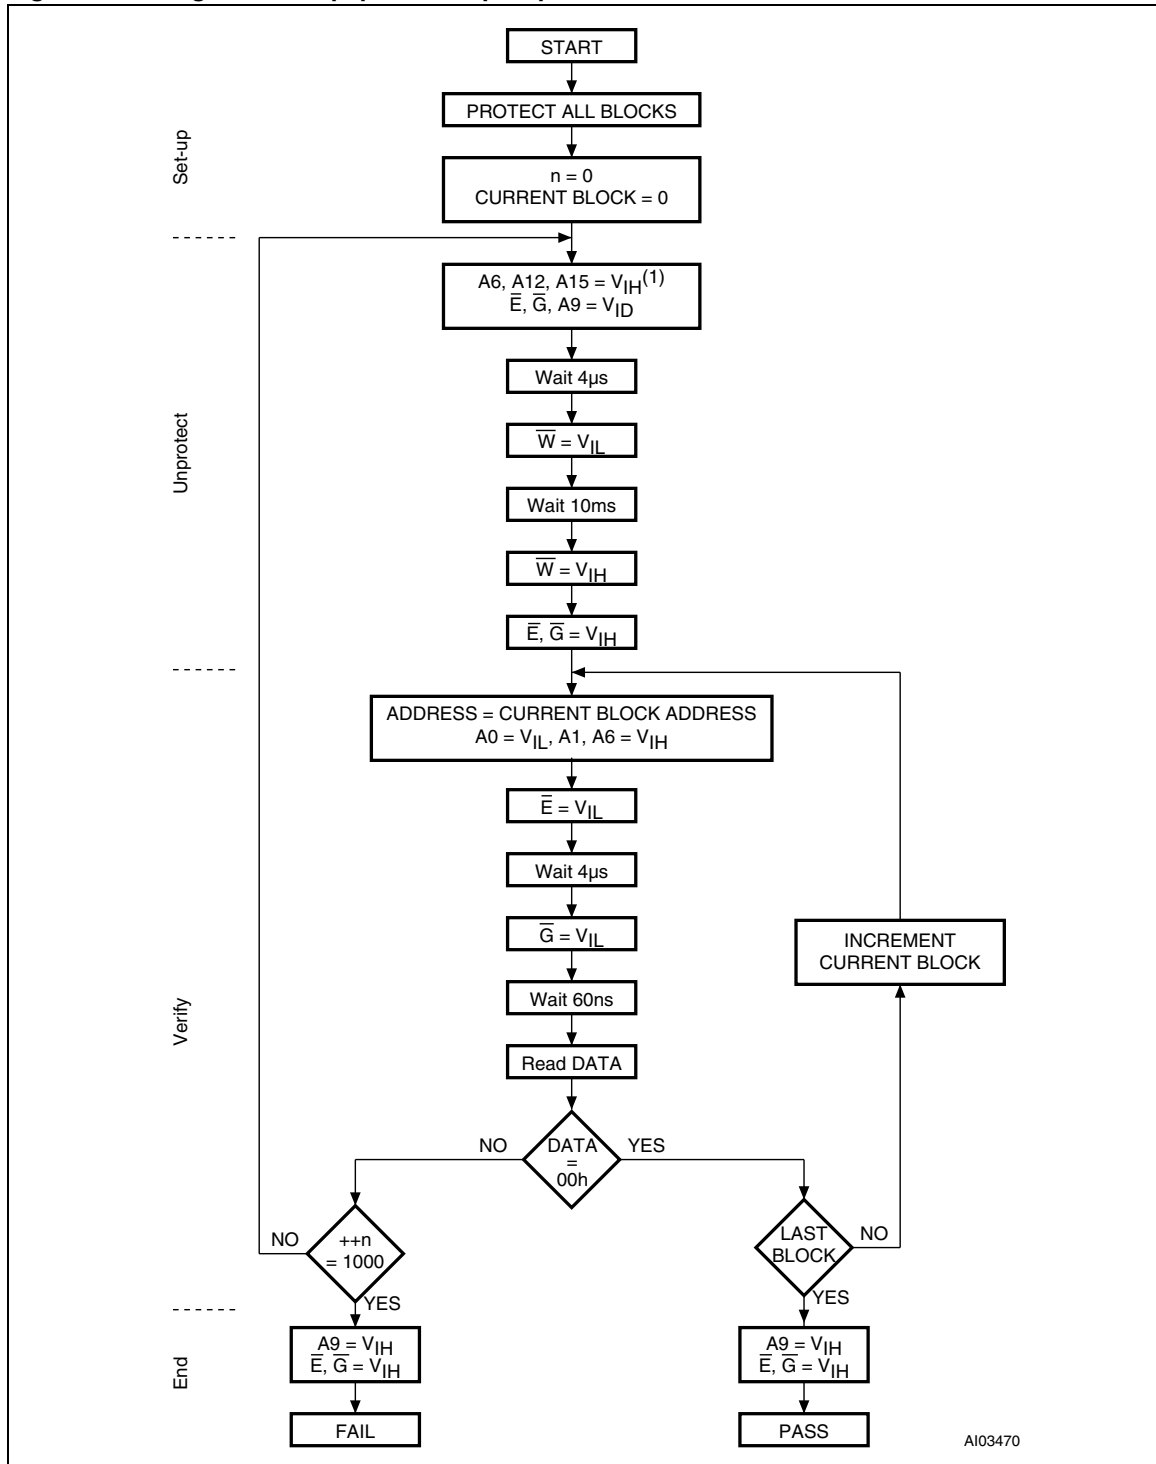 START
PROTECT ALL BLOCKS
n = 0
CURRENT BLOCK = 0
Set-up
A6, A12, A15 = VIH(1)
E̅, G̅, A9 = VID
Wait 4µs
W̅ = VIL
Unprotect
Wait 10ms
W̅ = VIH
E̅, G̅ = VIH
ADDRESS = CURRENT BLOCK ADDRESS
A0 = VIL, A1, A6 = VIH
E̅ = VIL
Wait 4µs
G̅ = VIL
INCREMENT
CURRENT BLOCK
Wait 60ns
Verify
Read DATA
NO
DATA
=
00h
YES
NO
++n
= 1000
YES
LAST
BLOCK
NO
YES
End
A9 = VIH
E̅, G̅ = VIH
A9 = VIH
E̅, G̅ = VIH
FAIL
PASS
AI03470